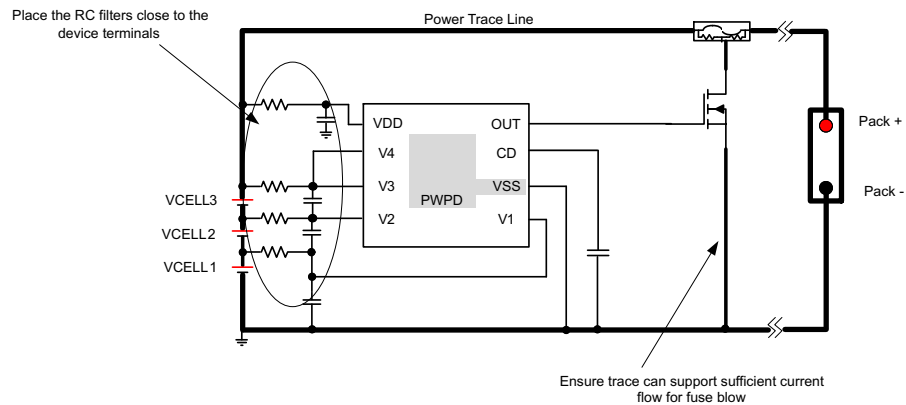 Place the RC filters close to the
device terminals
Power Trace Line
VDD
OUT
Pack +
V4
CD
V3
VSS
Pack -
PWPD
VCELL3
V2
V1
VCELL2
VCELL1
Ensure trace can support sufficient current
flow for fuse blow